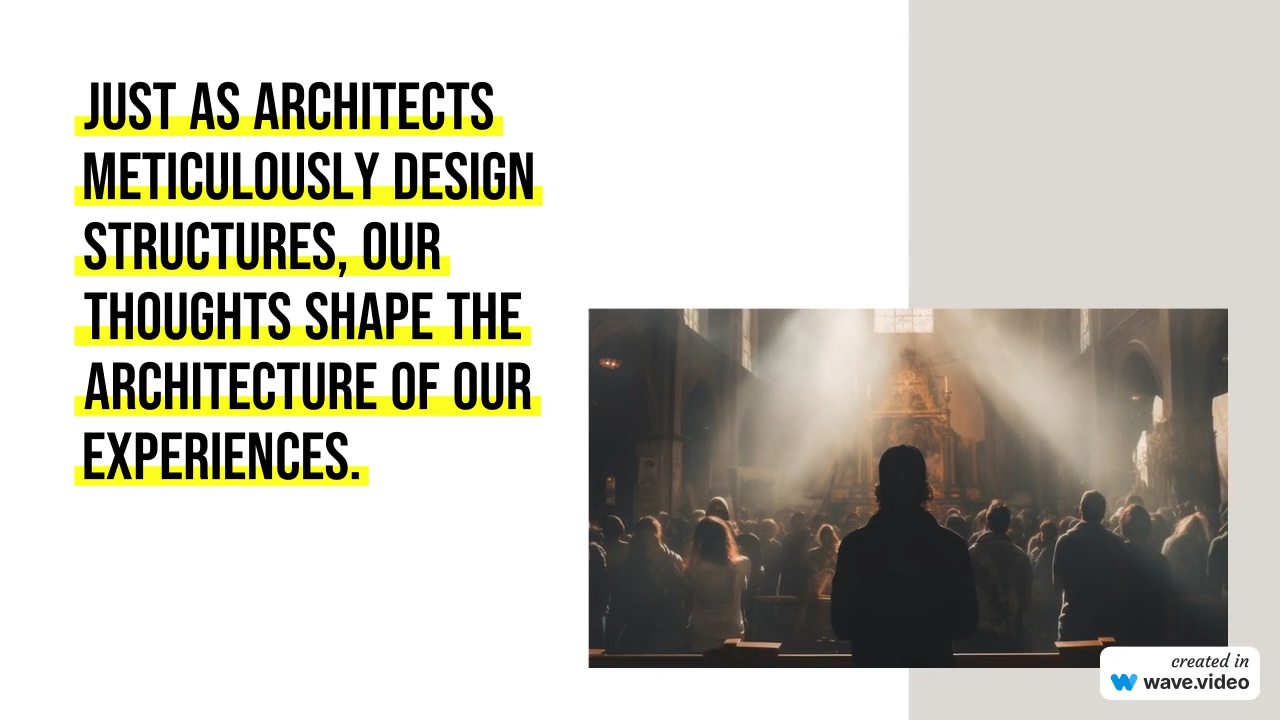 JUST AS ARCHITECTS
METICULOUSLY DESIGN
STRUCTURES, OUR
THOUGHTS SHAPE THE
ARCHITECTURE OF OUR
EXPERIENCES.
created in
wave.video